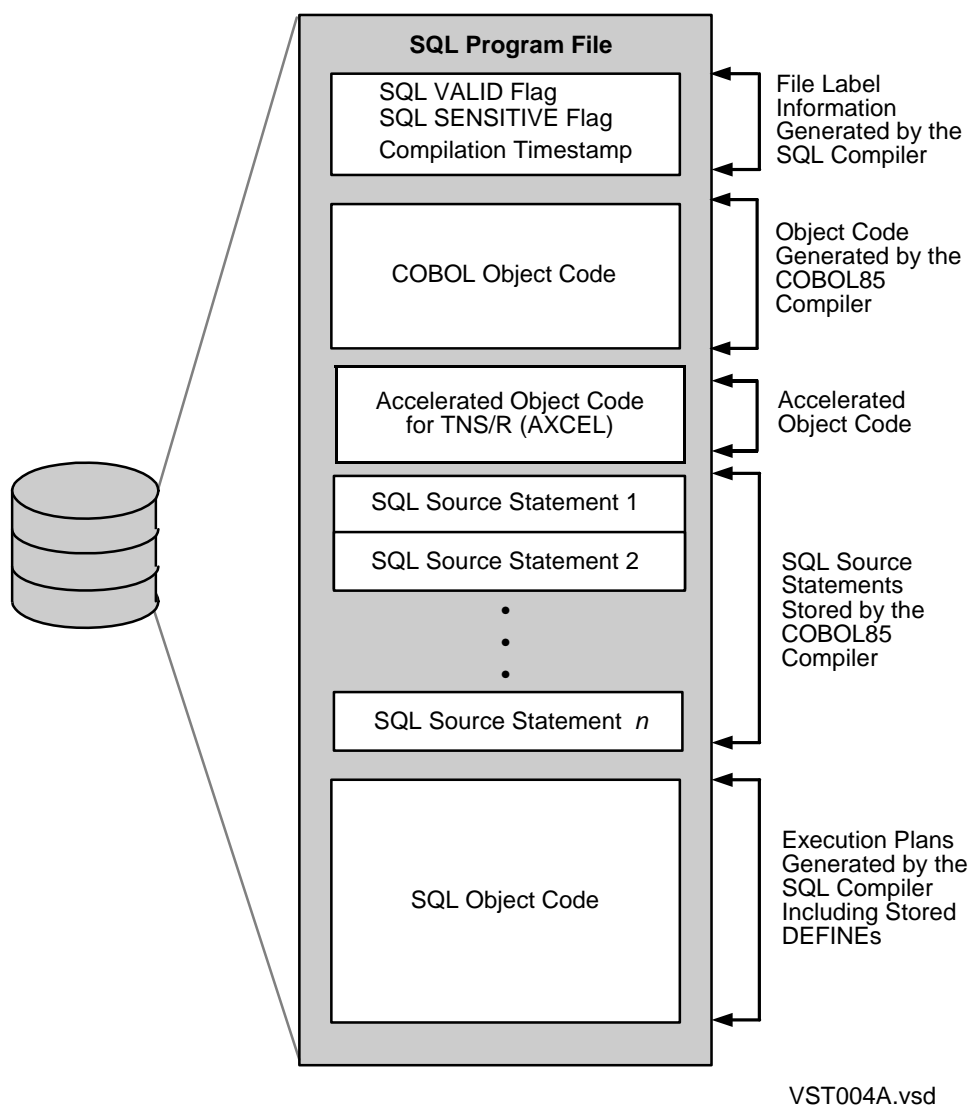 SQL Program File
SQL VALID Flag
SQL SENSITIVE Flag
Compilation Timestamp
File Label
Information
Generated by the
SQL Compiler
COBOL Object Code
Object Code
Generated by the
COBOL85
Compiler
Accelerated Object Code
for TNS/R (AXCEL)
Accelerated
Object Code
SQL Source Statement 1
SQL Source Statement 2
SQL Source Statement n
SQL Source
Statements
Stored by the
COBOL85
Compiler
SQL Object Code
Execution Plans
Generated by the
SQL Compiler
Including Stored
DEFINEs
VST004A.vsd